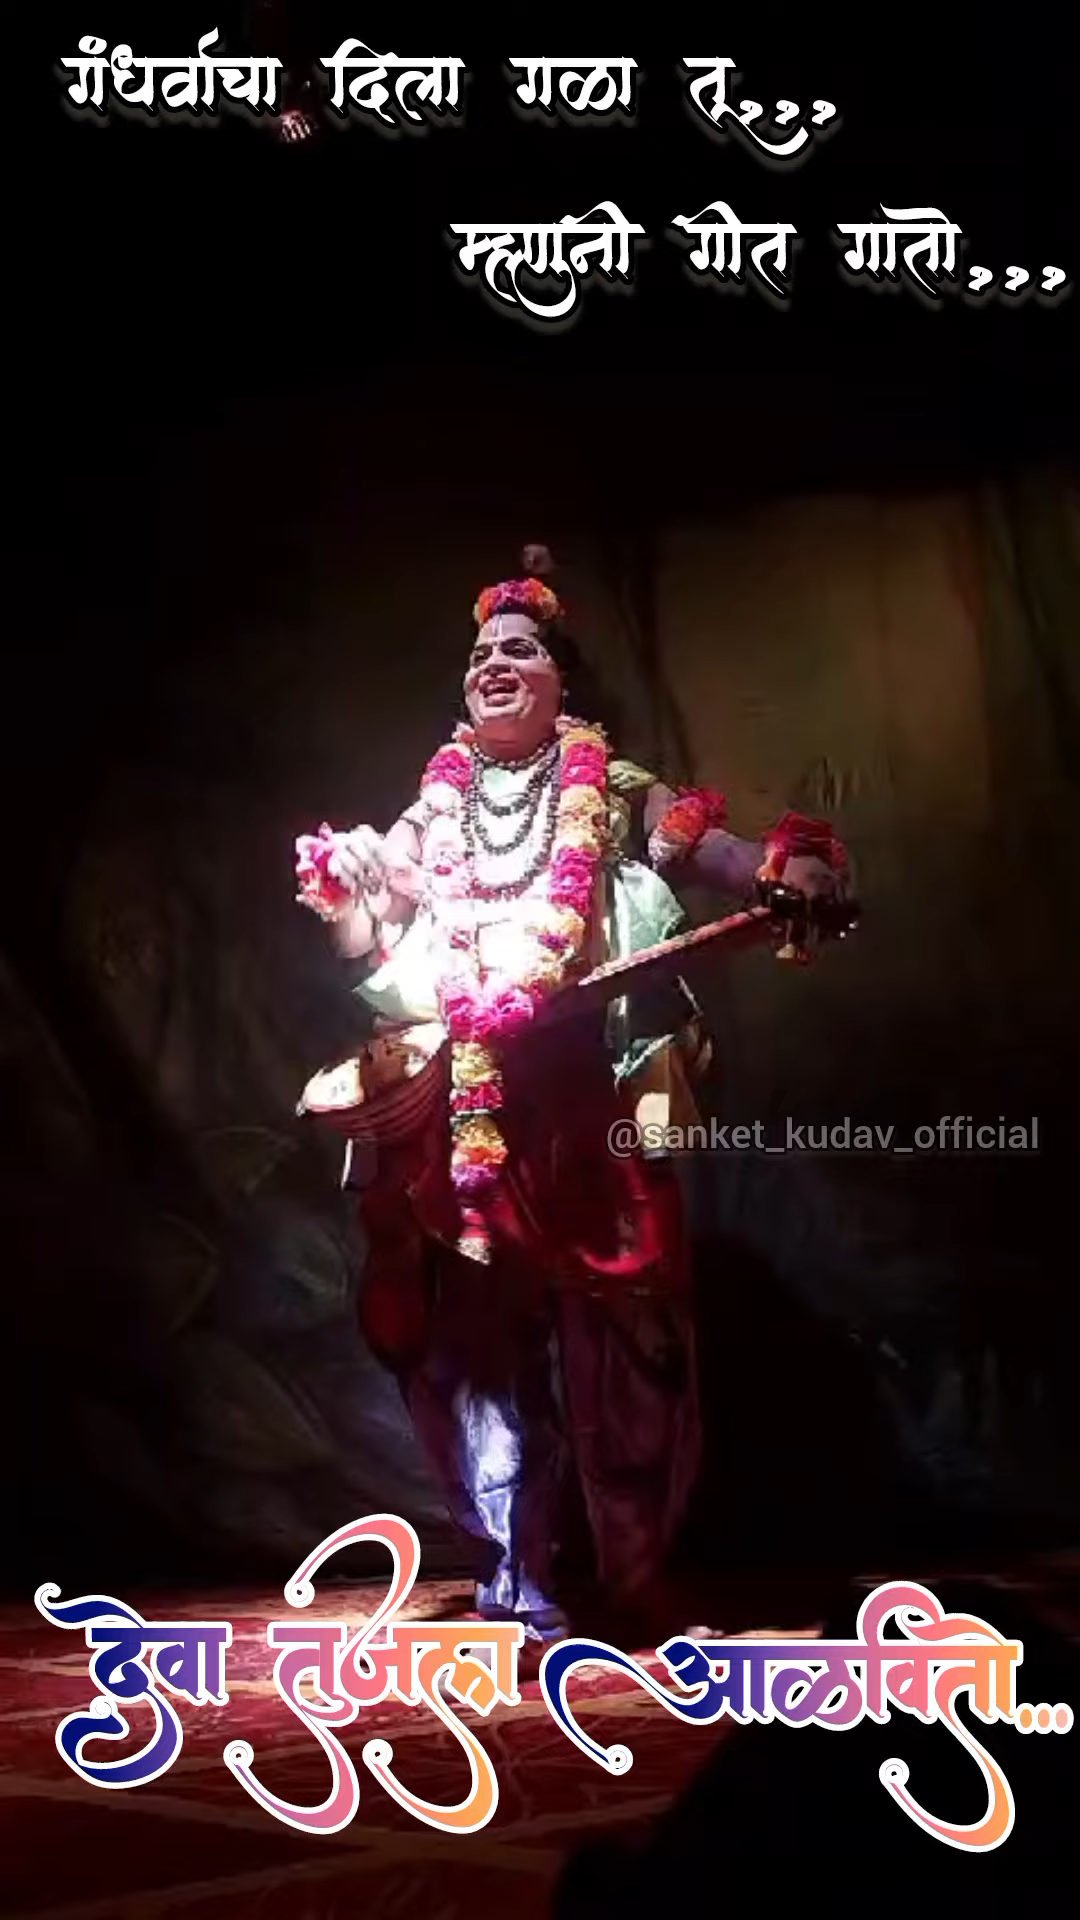 गंधर्वाचा दिला गळा तू,,,
म्हणुनी गीत गातो,,,
@sanket_kudav_official
देवा तुजला आळवितो...